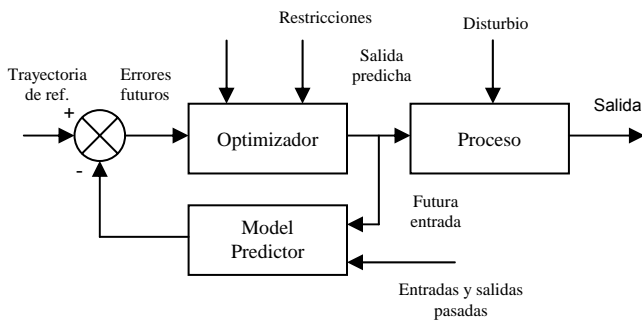 Restricciones
Disturbio
Salida
predicha
Trayectoria
de ref.
Errores
futuros
Salida
+
Optimizador
Proceso
-
Futura
entrada
Model
Predictor
Entradas y salidas
pasadas